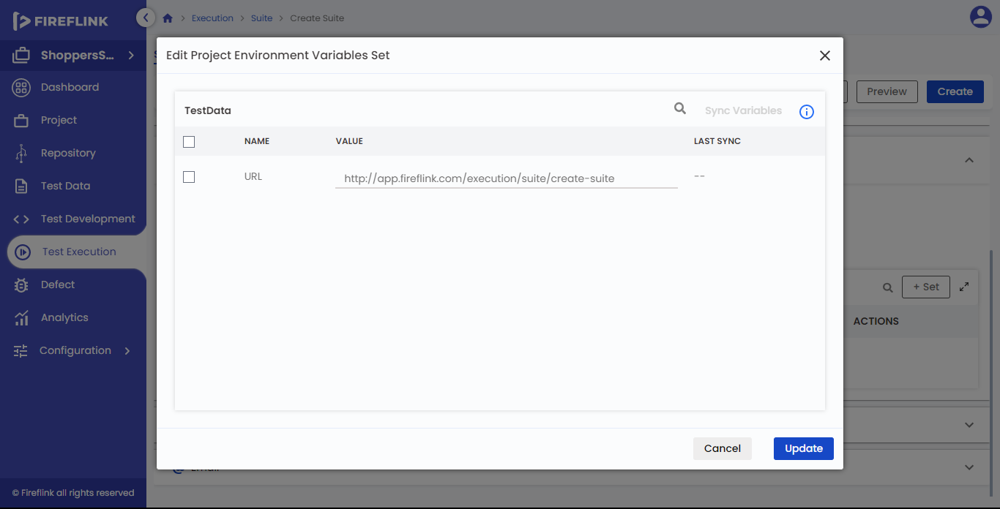 FIREFLINK
Execution
Suite
Create Suite
ShoppersS...
Dashboard
Project
Repository
Test Data
Test Development
Test Execution
Defect
Analytics
Configuration
© Fireflink all rights reserved
Edit Project Environment Variables Set
TestData
Sync Variables
NAME VALUE LAST SYNC
URL http://app.fireflink.com/execution/suite/create-suite --
Cancel Update
Preview Create
+ Set
ACTIONS